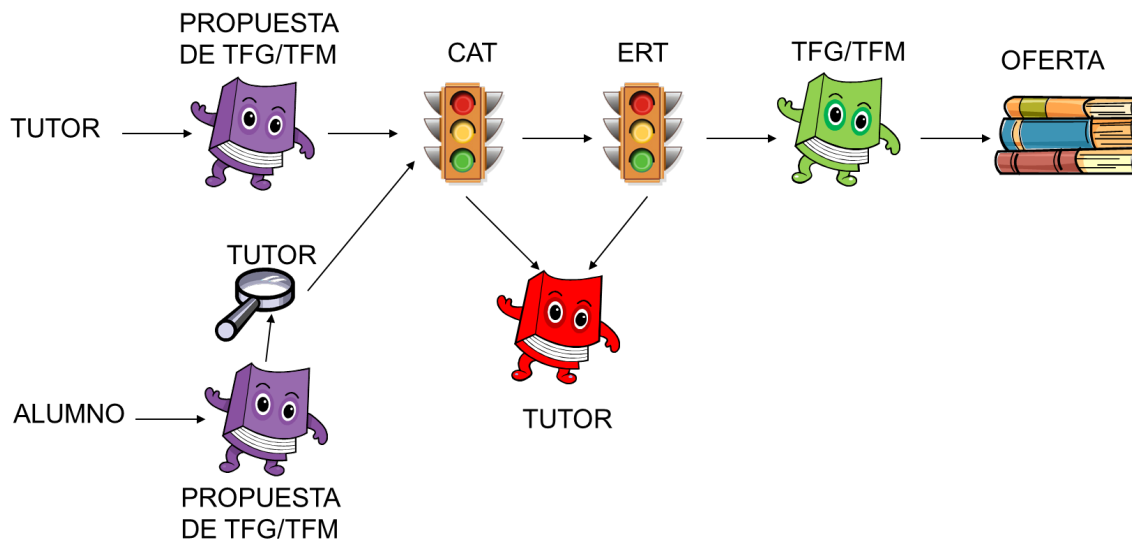 PROPUESTA
DE TFG/TFM
CAT
ERT
TFG/TFM
OFERTA
TUTOR
TUTOR
ALUMNO
TUTOR
PROPUESTA
DE TFG/TFM